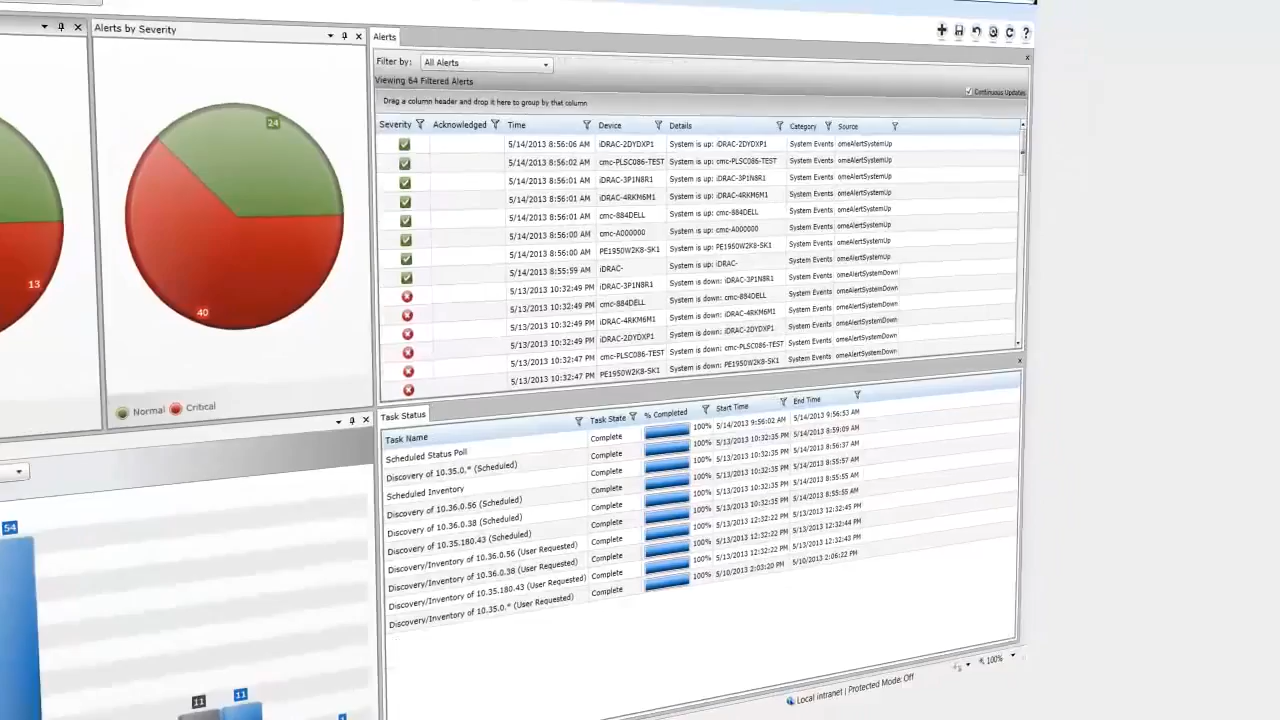 Alerts by Severity
24
13
40
Normal Critical
54
11
11
Alerts
Filter by: All Alerts
Viewing 64 Filtered Alerts
Continuous Updates
Drag a column header and drop it here to group by that column
Severity Acknowledged Time Device Details Category Source
5/14/2013 8:56:06 AM iDRAC-2DYDXP1 System is up: iDRAC-2DYDXP1 System Events omeAlertSystemUp
5/14/2013 8:56:02 AM cmc-PLSC086-TEST System is up: cmc-PLSC086-TEST System Events omeAlertSystemUp
5/14/2013 8:56:01 AM iDRAC-3P1N8R1 System is up: iDRAC-3P1N8R1 System Events omeAlertSystemUp
5/14/2013 8:56:01 AM iDRAC-4RKM6M1 System is up: iDRAC-4RKM6M1 System Events omeAlertSystemUp
5/14/2013 8:56:01 AM cmc-884DELL System is up: cmc-884DELL System Events omeAlertSystemUp
5/14/2013 8:56:00 AM cmc-A000000 System is up: cmc-A000000 System Events omeAlertSystemUp
5/14/2013 8:56:00 AM PE1950W2K8-SK1 System is up: PE1950W2K8-SK1 System Events omeAlertSystemUp
5/14/2013 8:55:59 AM iDRAC- System is up: iDRAC- System Events omeAlertSystemUp
5/13/2013 10:32:49 PM iDRAC-3P1N8R1 System is down: iDRAC-3P1N8R1 System Events omeAlertSystemDown
5/13/2013 10:32:49 PM cmc-884DELL System is down: cmc-884DELL System Events omeAlertSystemDown
5/13/2013 10:32:49 PM iDRAC-4RKM6M1 System is down: iDRAC-4RKM6M1 System Events omeAlertSystemDown
5/13/2013 10:32:49 PM iDRAC-2DYDXP1 System is down: iDRAC-2DYDXP1 System Events omeAlertSystemDown
5/13/2013 10:32:47 PM cmc-PLSC086-TEST System is down: cmc-PLSC086-TEST System Events omeAlertSystemDown
5/13/2013 10:32:47 PM PE1950W2K8-SK1 System is down: PE1950W2K8-SK1 System Events omeAlertSystemDown
Task Status
Task Name Task State % Completed Start Time End Time
Scheduled Status Poll Complete 100% 5/14/2013 9:56:02 AM 5/14/2013 9:56:53 AM
Discovery of 10.35.0.* (Scheduled) Complete 100% 5/13/2013 10:32:35 PM 5/14/2013 8:59:09 AM
Scheduled Inventory Complete 100% 5/13/2013 10:32:35 PM 5/14/2013 8:56:37 AM
Discovery of 10.36.0.56 (Scheduled) Complete 100% 5/13/2013 10:32:35 PM 5/14/2013 8:55:57 AM
Discovery of 10.36.0.38 (Scheduled) Complete 100% 5/13/2013 10:32:35 PM 5/14/2013 8:55:55 AM
Discovery of 10.35.180.43 (Scheduled) Complete 100% 5/13/2013 10:32:35 PM 5/14/2013 8:55:55 AM
Discovery/Inventory of 10.36.0.56 (User Requested) Complete 100% 5/13/2013 12:32:22 PM 5/13/2013 12:32:45 PM
Discovery/Inventory of 10.36.0.38 (User Requested) Complete 100% 5/13/2013 12:32:22 PM 5/13/2013 12:32:44 PM
Discovery/Inventory of 10.35.180.43 (User Requested) Complete 100% 5/13/2013 12:32:22 PM 5/13/2013 12:32:43 PM
Discovery/Inventory of 10.35.0.* (User Requested) Complete 100% 5/10/2013 2:03:20 PM 5/10/2013 2:06:22 PM
100%
Local intranet | Protected Mode: Off